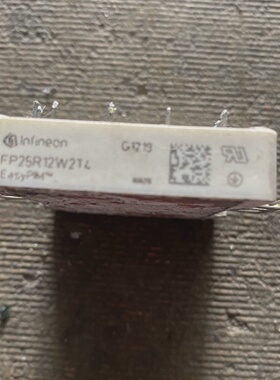 Infineon
G1219
FP25R12W2T4
EasyPIM™